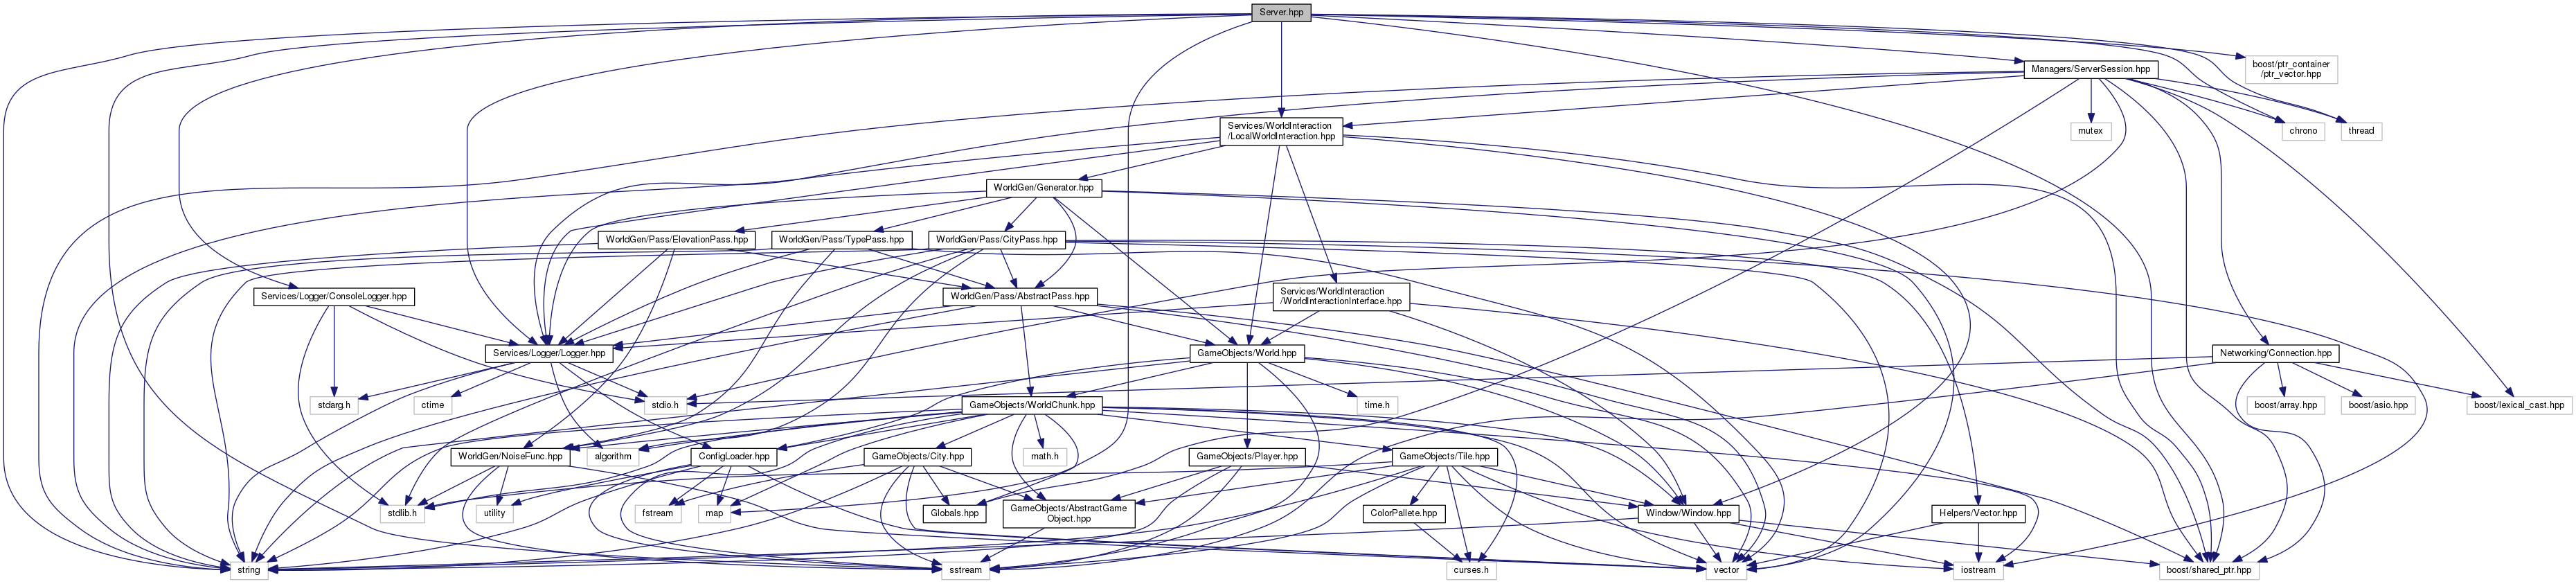 Server.hpp
boost/ptr_container
/ptr_vector.hpp
Managers/ServerSession.hpp
Services/WorldInteraction
/LocalWorldInteraction.hpp
mutex
chrono
thread
WorldGen/Generator.hpp
WorldGen/Pass/ElevationPass.hpp
WorldGen/Pass/TypePass.hpp
WorldGen/Pass/CityPass.hpp
Services/Logger/ConsoleLogger.hpp
WorldGen/Pass/AbstractPass.hpp
Services/WorldInteraction
/WorldInteractionInterface.hpp
Services/Logger/Logger.hpp
GameObjects/World.hpp
Networking/Connection.hpp
stdarg.h
ctime
stdio.h
GameObjects/WorldChunk.hpp
time.h
boost/array.hpp
boost/asio.hpp
boost/lexical_cast.hpp
WorldGen/NoiseFunc.hpp
algorithm
ConfigLoader.hpp
GameObjects/City.hpp
math.h
GameObjects/Player.hpp
GameObjects/Tile.hpp
stdlib.h
utility
fstream
map
Globals.hpp
GameObjects/AbstractGame
Object.hpp
ColorPallete.hpp
Window/Window.hpp
Helpers/Vector.hpp
string
sstream
curses.h
vector
iostream
boost/shared_ptr.hpp